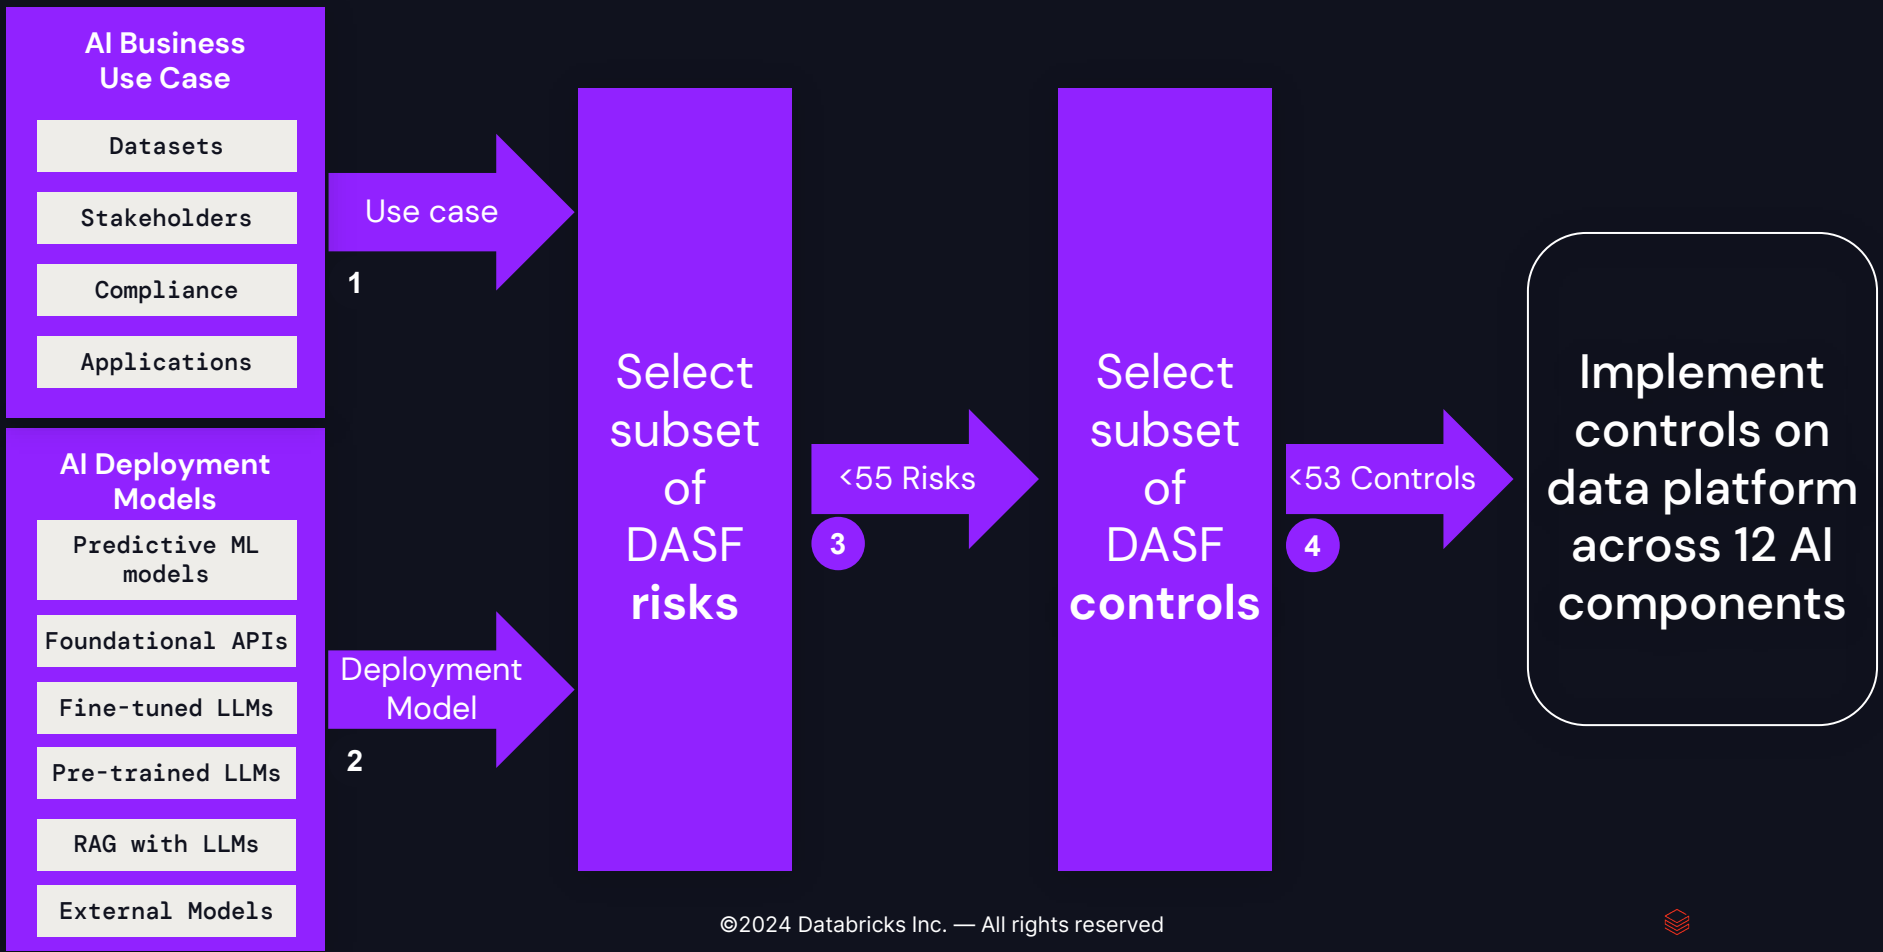 AI Business
Use Case
Datasets
Stakeholders
Compliance
Applications
AI Deployment
Models
Predictive ML
models
Foundational APIs
Fine-tuned LLMs
Pre-trained LLMs
RAG with LLMs
External Models
Use case
1
Deployment
Model
2
Select
subset
of
DASF
risks
<55 Risks
3
Select
subset
of
DASF
controls
<53 Controls
4
Implement
controls on
data platform
across 12 AI
components
©2024 Databricks Inc. — All rights reserved